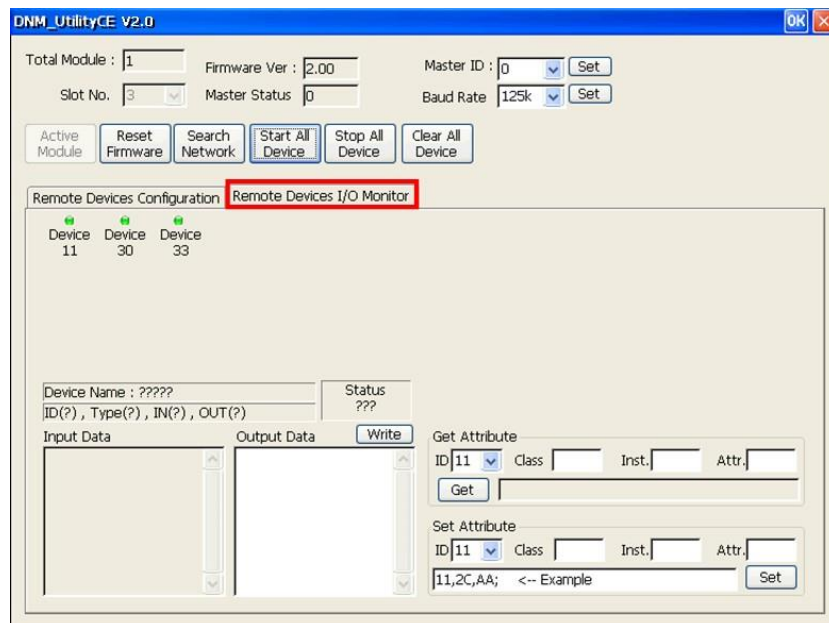 DNM_UtilityCE V2.0 OK
Total Module : 1 Firmware Ver : 2.00 Master ID : 0 Set
Slot No. 3 Master Status 0 Baud Rate 125k Set
Active Module
Reset Firmware
Search Network
Start All Device
Stop All Device
Clear All Device
Remote Devices Configuration Remote Devices I/O Monitor
Device 11
Device 30
Device 33
Device Name : ?????
ID(?) , Type(?) , IN(?) , OUT(?)
Status
???
Input Data Output Data Write
Get Attribute
ID 11 Class Inst. Attr.
Get
Set Attribute
ID 11 Class Inst. Attr.
11,2C,AA; <-- Example Set